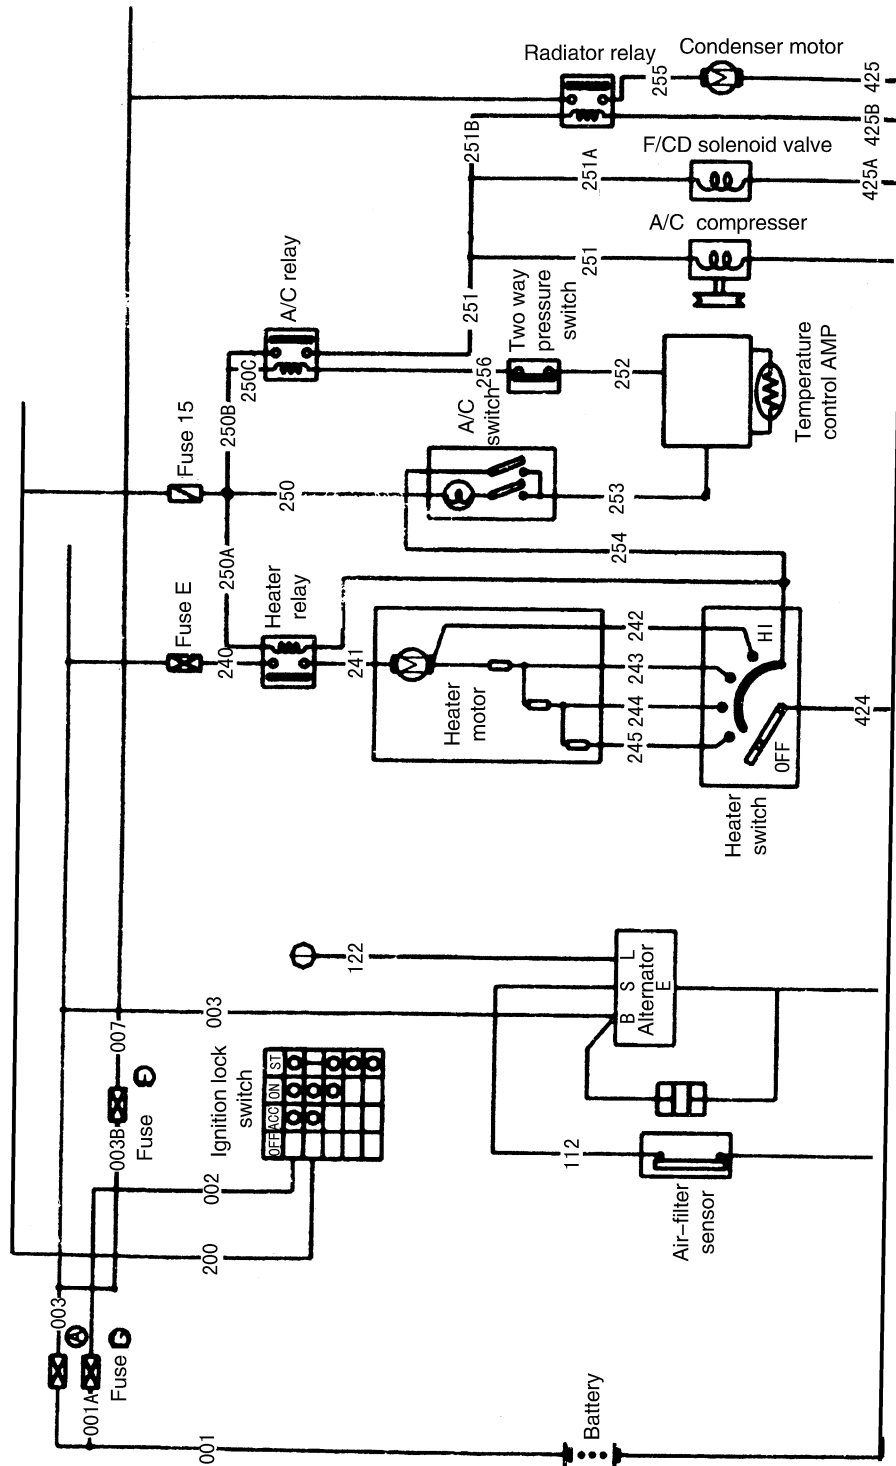 Radiator relay
Condenser motor
255
425
251B
425B
F/CD solenoid valve
251A
425A
A/C compresser
A/C relay
251
251
Two way
pressure
switch
250C
256
252
Temperature
control AMP
A/C
switch
Fuse 15
250B
250
253
250A
254
Fuse E
Heater
relay
240
241
242
HI
243
244
245
Heater
motor
OFF
424
Heater
switch
122
L
S
E
B
Alternator
003
007
Ignition lock
switch
OFF ACC ON ST
003B
Fuse
G
002
112
Air-filter
sensor
200
003
A
Fuse D
001A
001
Battery
M
M